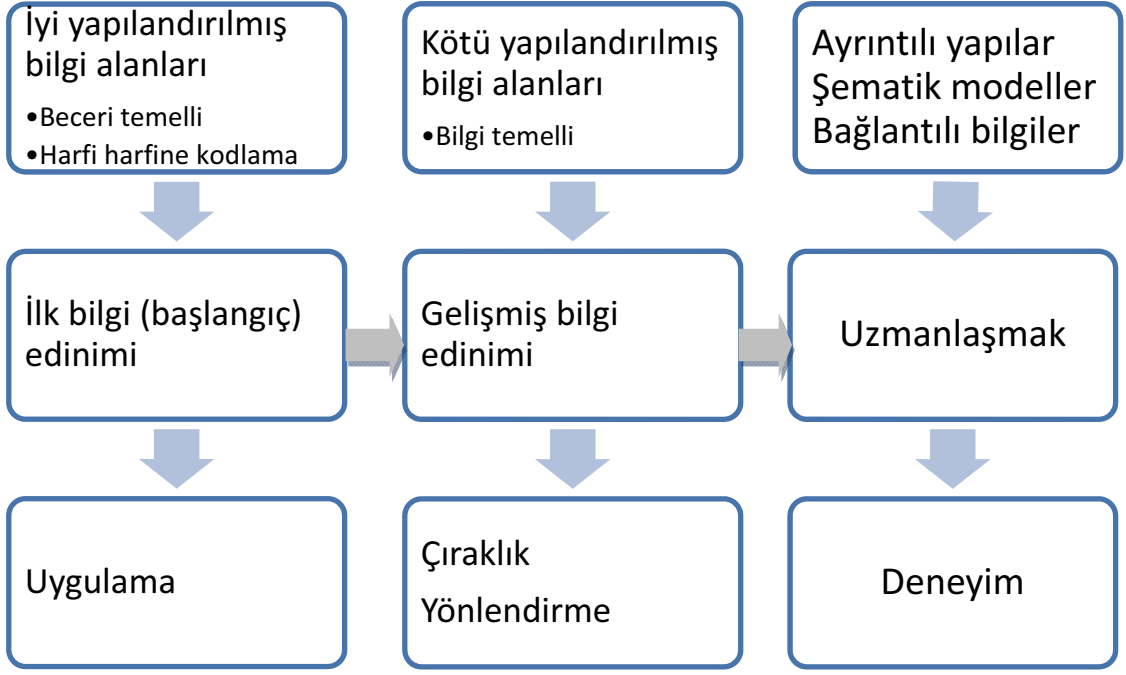 İyi yapılandırılmış
bilgi alanları
•Beceri temelli
•Harfi harfine kodlama
Kötü yapılandırılmış
bilgi alanları
•Bilgi temelli
Ayrıntılı yapılar
Şematik modeller
Bağlantılı bilgiler
İlk bilgi (başlangıç)
edinimi
Gelişmiş bilgi
edinimi
Uzmanlaşmak
Uygulama
Çıraklık
Yönlendirme
Deneyim